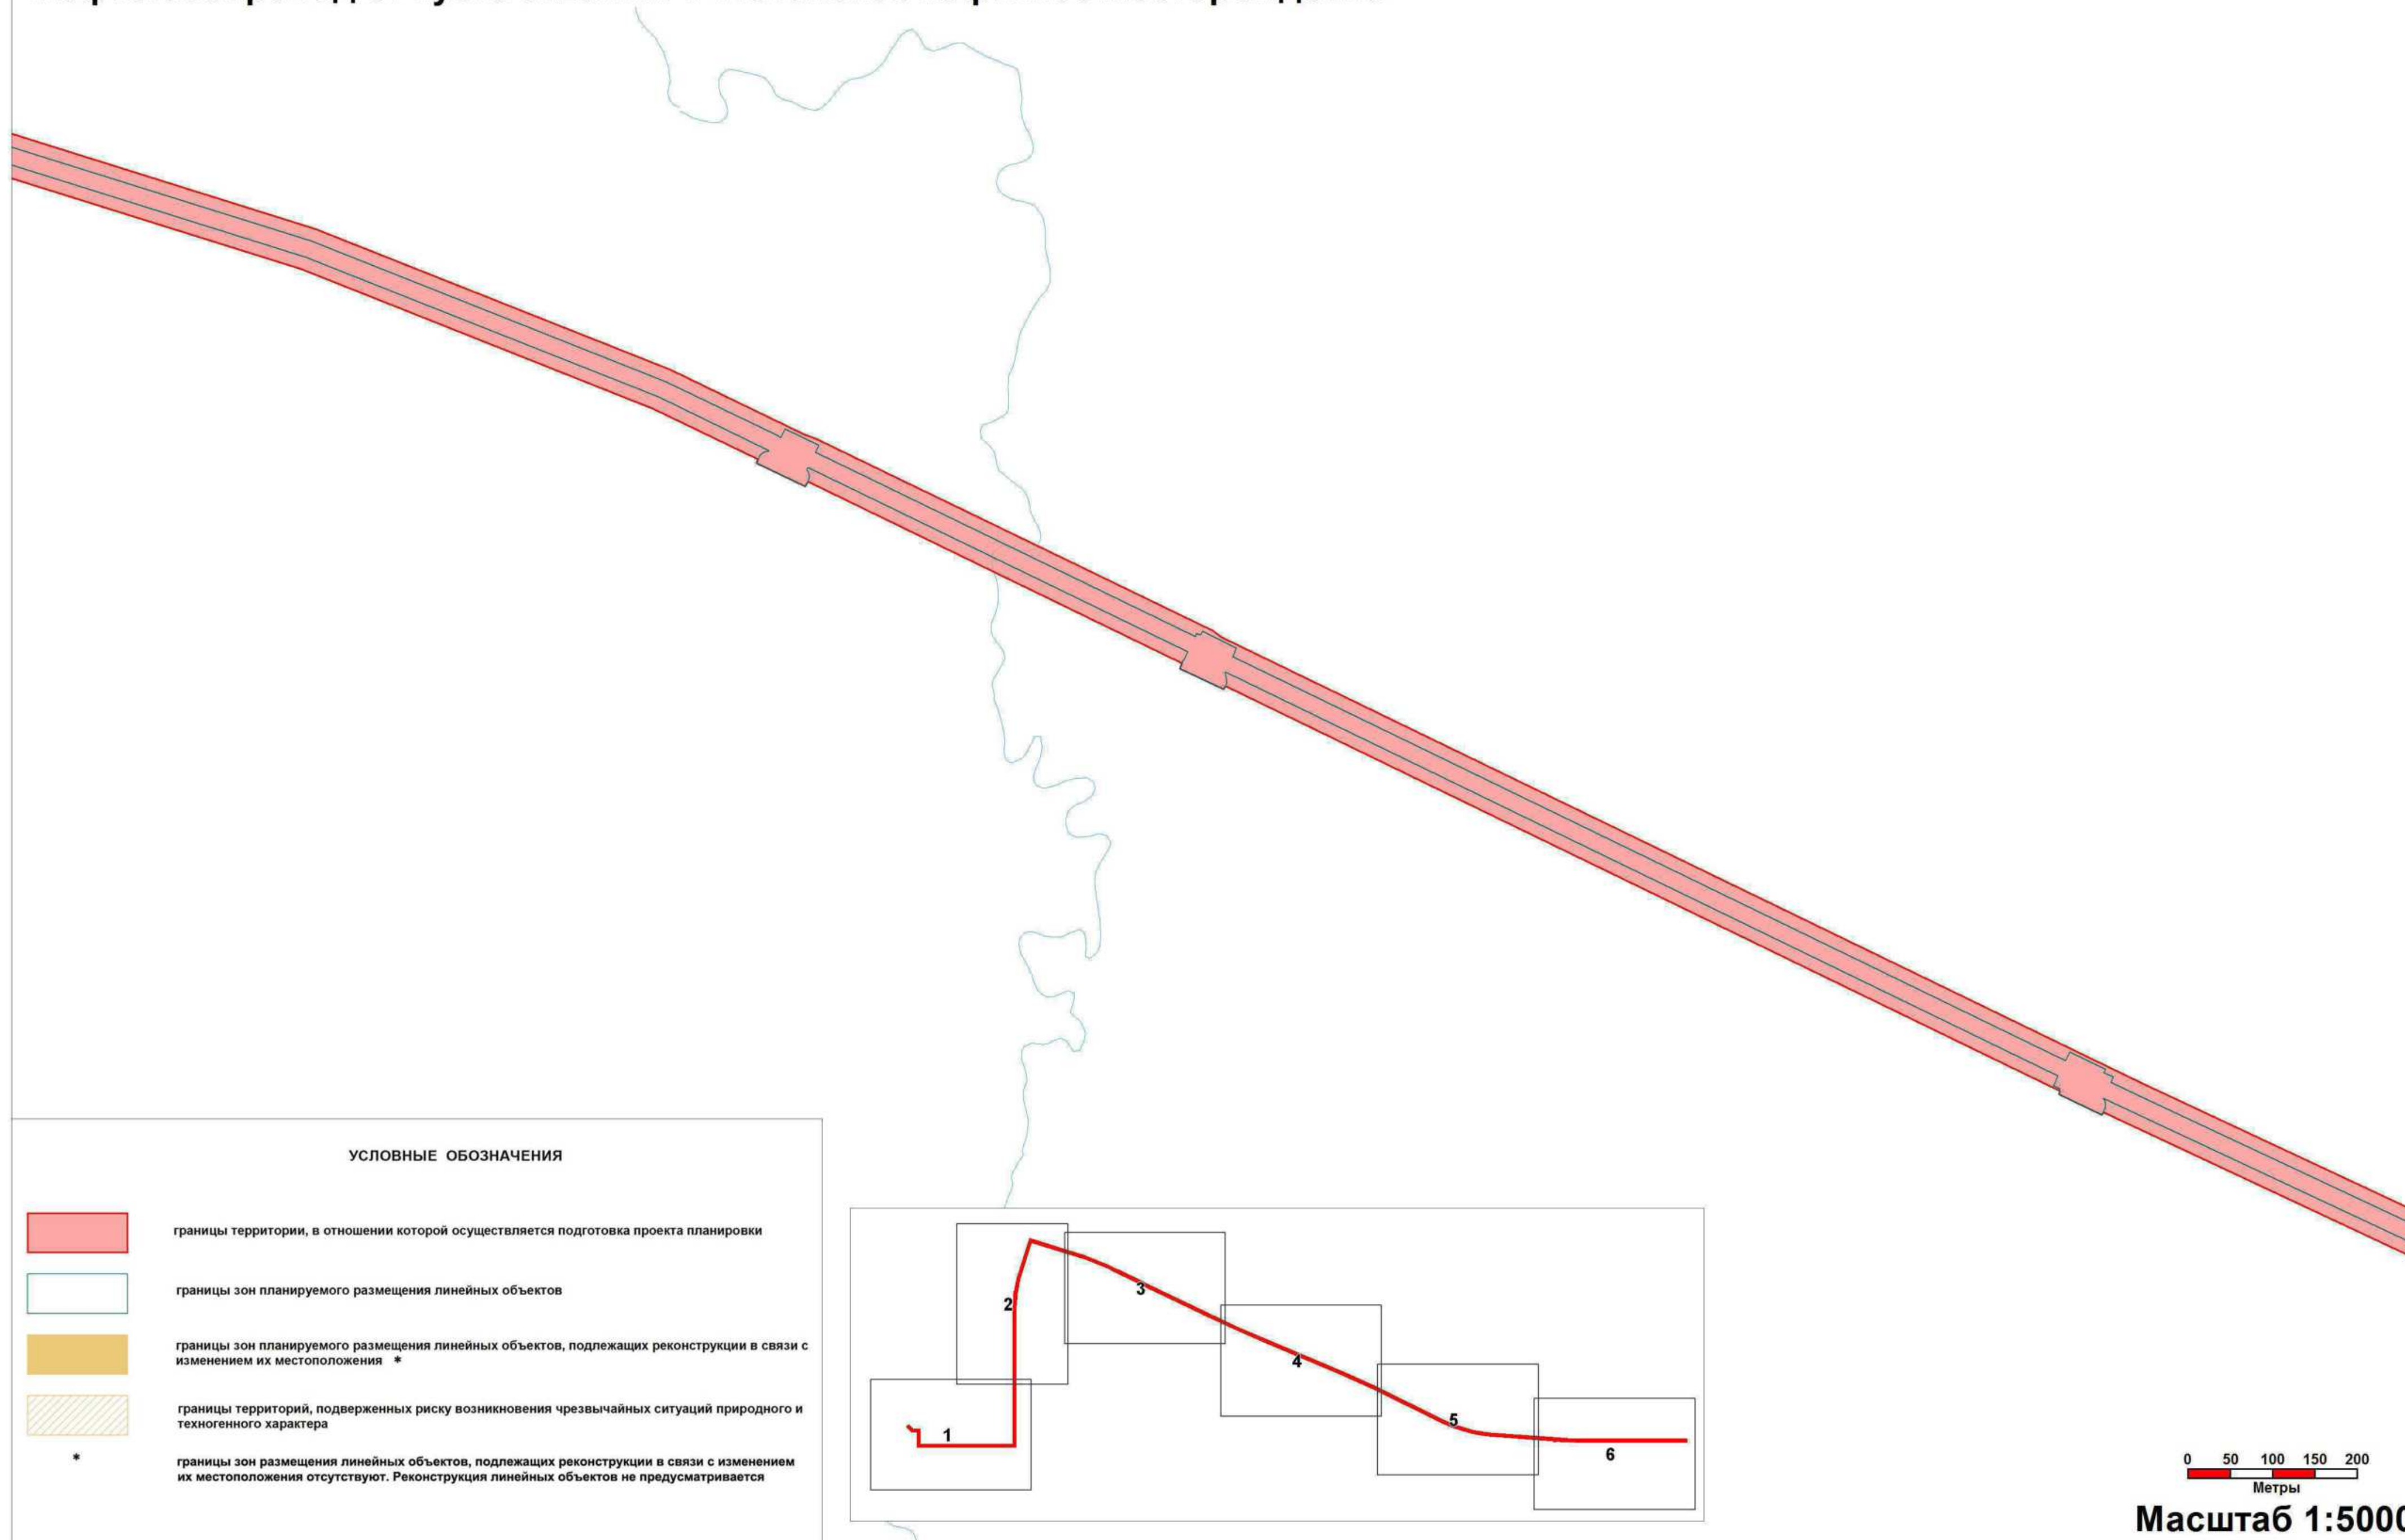 УСЛОВНЫЕ ОБОЗНАЧЕНИЯ
границы территории, в отношении которой осуществляется подготовка проекта планировки
границы зон планируемого размещения линейных объектов
границы зон планируемого размещения линейных объектов, подлежащих реконструкции в связи с
изменением их местоположения *
границы территорий, подверженных риску возникновения чрезвычайных ситуаций природного и
техногенного характера
* границы зон размещения линейных объектов, подлежащих реконструкции в связи с изменением
их местоположения отсутствуют. Реконструкция линейных объектов не предусматривается
1
2
3
4
5
6
0 50 100 150 200
Метры
Масштаб 1:5000